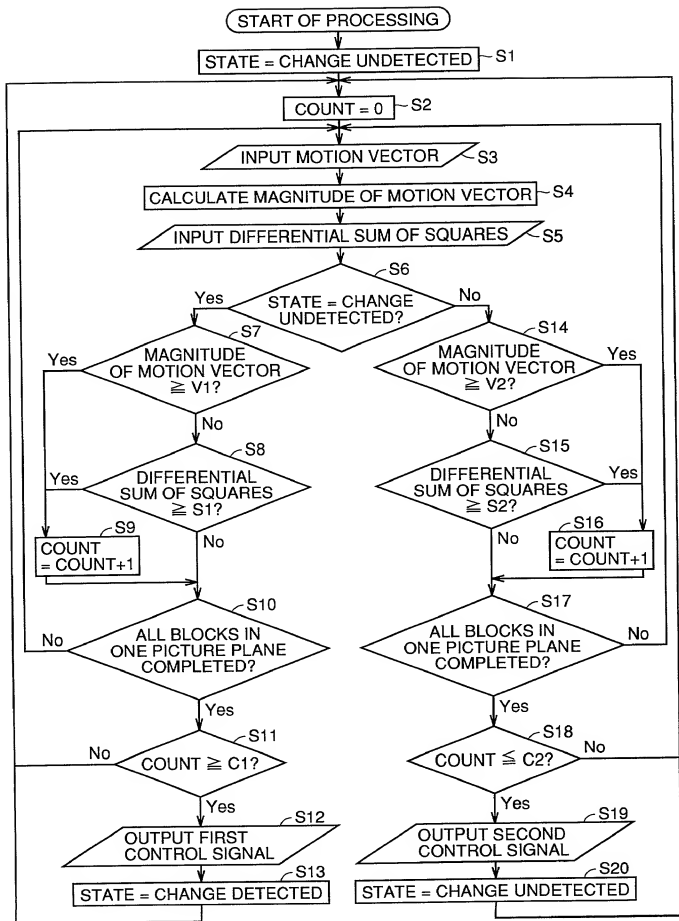 START OF PROCESSING
STATE = CHANGE UNDETECTED
S1
COUNT = 0
S2
INPUT MOTION VECTOR
S3
CALCULATE MAGNITUDE OF MOTION VECTOR
S4
INPUT DIFFERENTIAL SUM OF SQUARES
S5
S6
STATE = CHANGE
UNDETECTED?
Yes
No
S7
MAGNITUDE
OF MOTION VECTOR
≧ V1?
Yes
No
S8
DIFFERENTIAL
SUM OF SQUARES
≧ S1?
Yes
No
S9
COUNT
= COUNT+1
S10
ALL BLOCKS IN
ONE PICTURE PLANE
COMPLETED?
No
Yes
S11
COUNT ≧ C1?
No
Yes
S12
OUTPUT FIRST
CONTROL SIGNAL
S13
STATE = CHANGE DETECTED
S14
MAGNITUDE
OF MOTION VECTOR
≧ V2?
Yes
No
S15
DIFFERENTIAL
SUM OF SQUARES
≧ S2?
Yes
No
S16
COUNT
= COUNT+1
S17
ALL BLOCKS IN
ONE PICTURE PLANE
COMPLETED?
No
Yes
S18
COUNT ≦ C2?
No
Yes
S19
OUTPUT SECOND
CONTROL SIGNAL
S20
STATE = CHANGE UNDETECTED